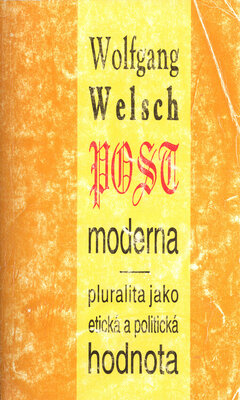 Wolfgang
Welsch
POST
moderna
pluralita jako
etická a politická
hodnota